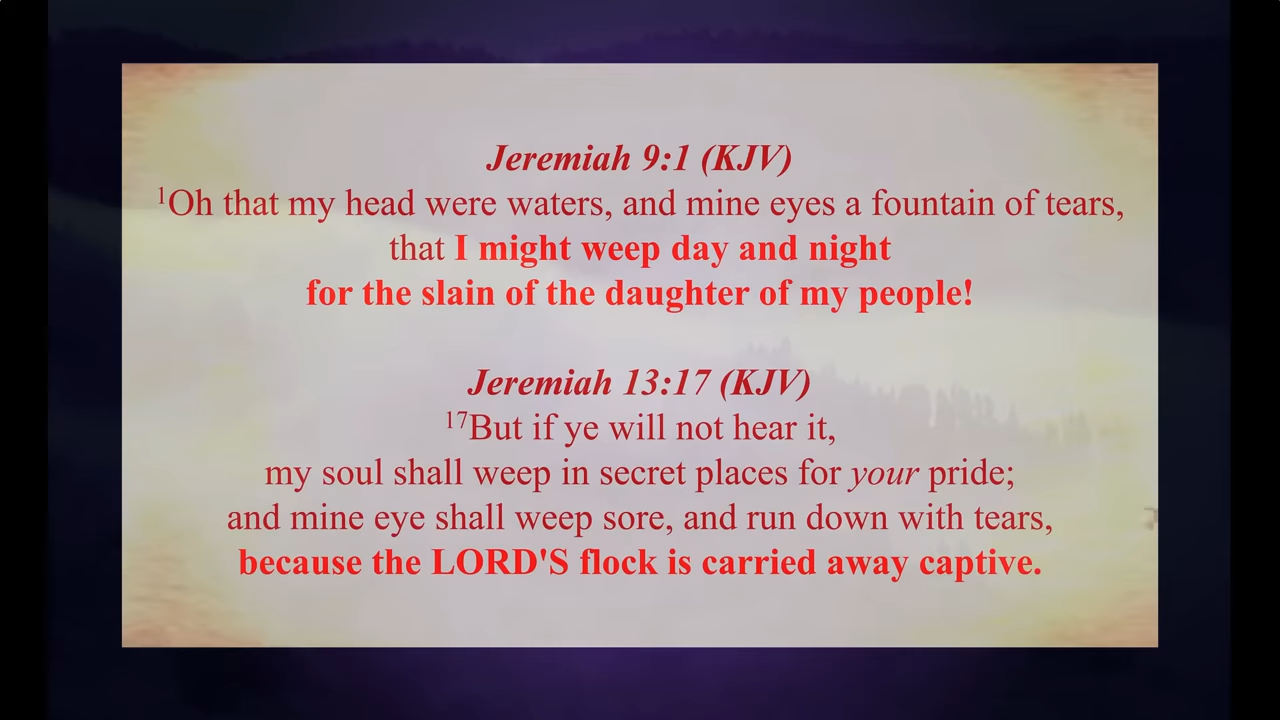 Jeremiah 9:1 (KJV)
1Oh that my head were waters, and mine eyes a fountain of tears,
that I might weep day and night
for the slain of the daughter of my people!
Jeremiah 13:17 (KJV)
17But if ye will not hear it,
my soul shall weep in secret places for your pride;
and mine eye shall weep sore, and run down with tears,
because the LORD'S flock is carried away captive.